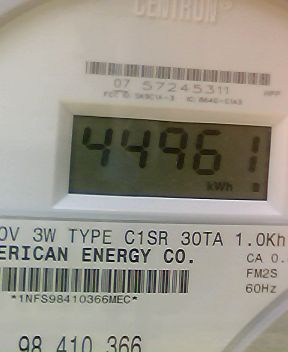 CENTRON®
07 57245311
44961
kWh
0V 3W TYPE C1SR 30TA 1.0Kh
ERICAN ENERGY CO.
CA 0.
FM2S
*1NFS98410366MEC*
60Hz
98 410 366